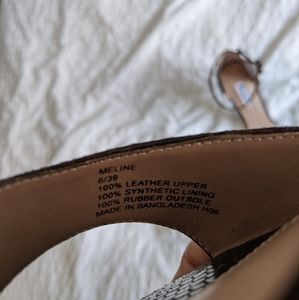 MELINE
8/39
100% LEATHER UPPER
100% SYNTHETIC LINING
100% RUBBER OUTSOLE
MADE IN BANGLADESH H06